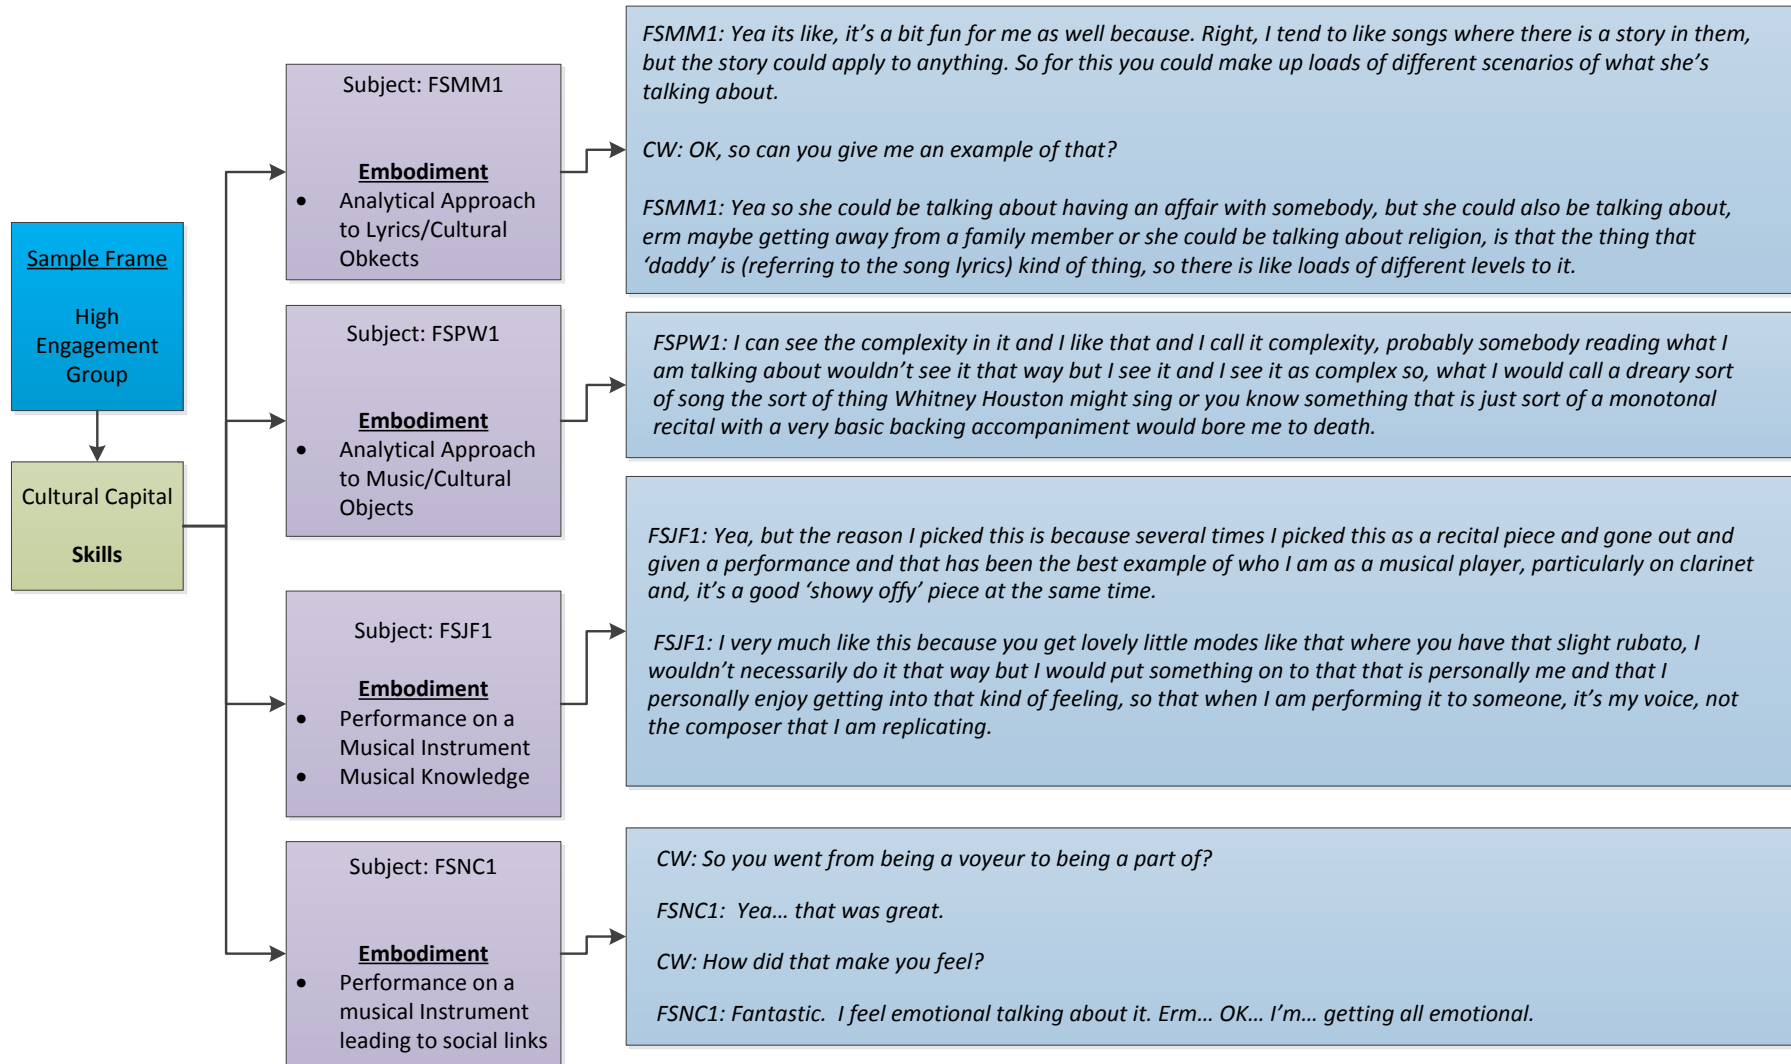 Sample Frame
High
Engagement
Group
Cultural Capital
Skills
Subject: FSMM1
Embodiment
• Analytical Approach
to Lyrics/Cultural
Obkects
FSMM1: Yea its like, it’s a bit fun for me as well because. Right, I tend to like songs where there is a story in them,
but the story could apply to anything. So for this you could make up loads of different scenarios of what she’s
talking about.
CW: OK, so can you give me an example of that?
FSMM1: Yea so she could be talking about having an affair with somebody, but she could also be talking about,
erm maybe getting away from a family member or she could be talking about religion, is that the thing that
‘daddy’ is (referring to the song lyrics) kind of thing, so there is like loads of different levels to it.
Subject: FSPW1
Embodiment
• Analytical Approach
to Music/Cultural
Objects
FSPW1: I can see the complexity in it and I like that and I call it complexity, probably somebody reading what I
am talking about wouldn’t see it that way but I see it and I see it as complex so, what I would call a dreary sort
of song the sort of thing Whitney Houston might sing or you know something that is just sort of a monotonal
recital with a very basic backing accompaniment would bore me to death.
Subject: FSJF1
Embodiment
• Performance on a
Musical Instrument
• Musical Knowledge
FSJF1: Yea, but the reason I picked this is because several times I picked this as a recital piece and gone out and
given a performance and that has been the best example of who I am as a musical player, particularly on clarinet
and, it’s a good ‘showy offy’ piece at the same time.
FSJF1: I very much like this because you get lovely little modes like that where you have that slight rubato, I
wouldn’t necessarily do it that way but I would put something on to that that is personally me and that I
personally enjoy getting into that kind of feeling, so that when I am performing it to someone, it’s my voice, not
the composer that I am replicating.
Subject: FSNC1
Embodiment
• Performance on a
musical Instrument
leading to social links
CW: So you went from being a voyeur to being a part of?
FSNC1: Yea… that was great.
CW: How did that make you feel?
FSNC1: Fantastic. I feel emotional talking about it. Erm… OK… I’m… getting all emotional.